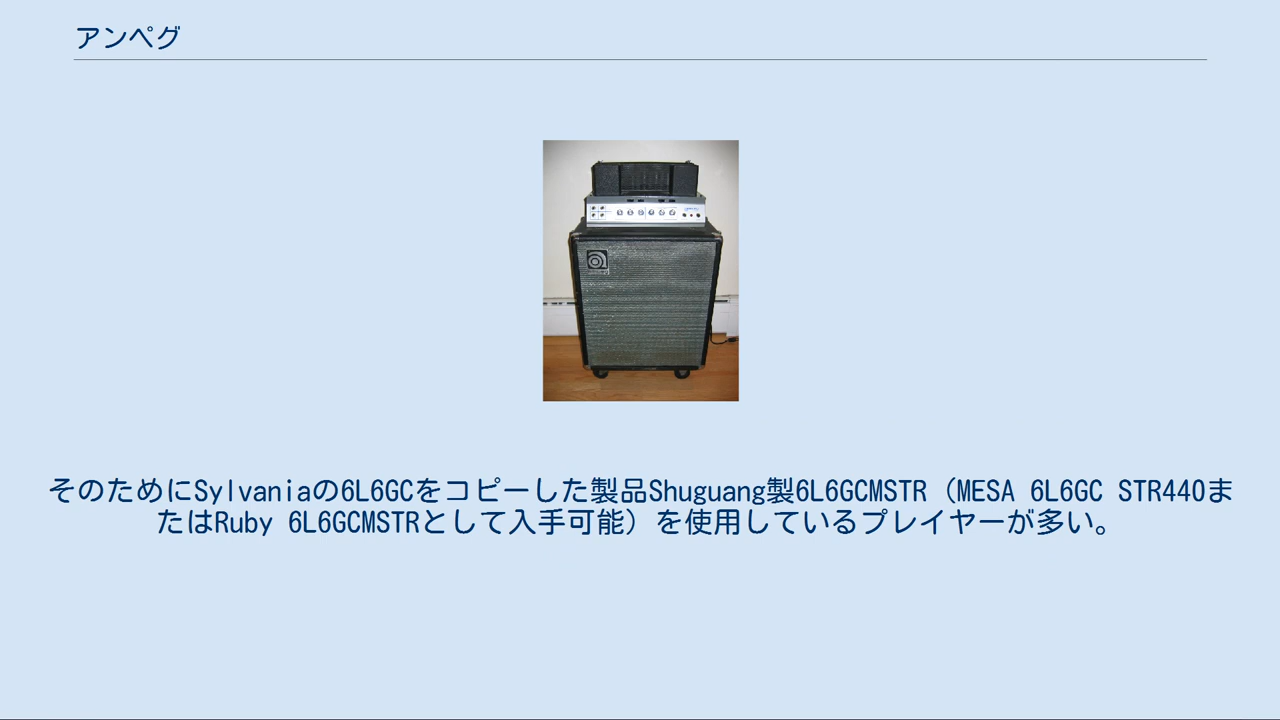 アンペグ
そのためにSylvaniaの6L6GCをコピーした製品Shuguang製6L6GCMSTR（MESA 6L6GC STR440ま
たはRuby 6L6GCMSTRとして入手可能）を使用しているプレイヤーが多い。